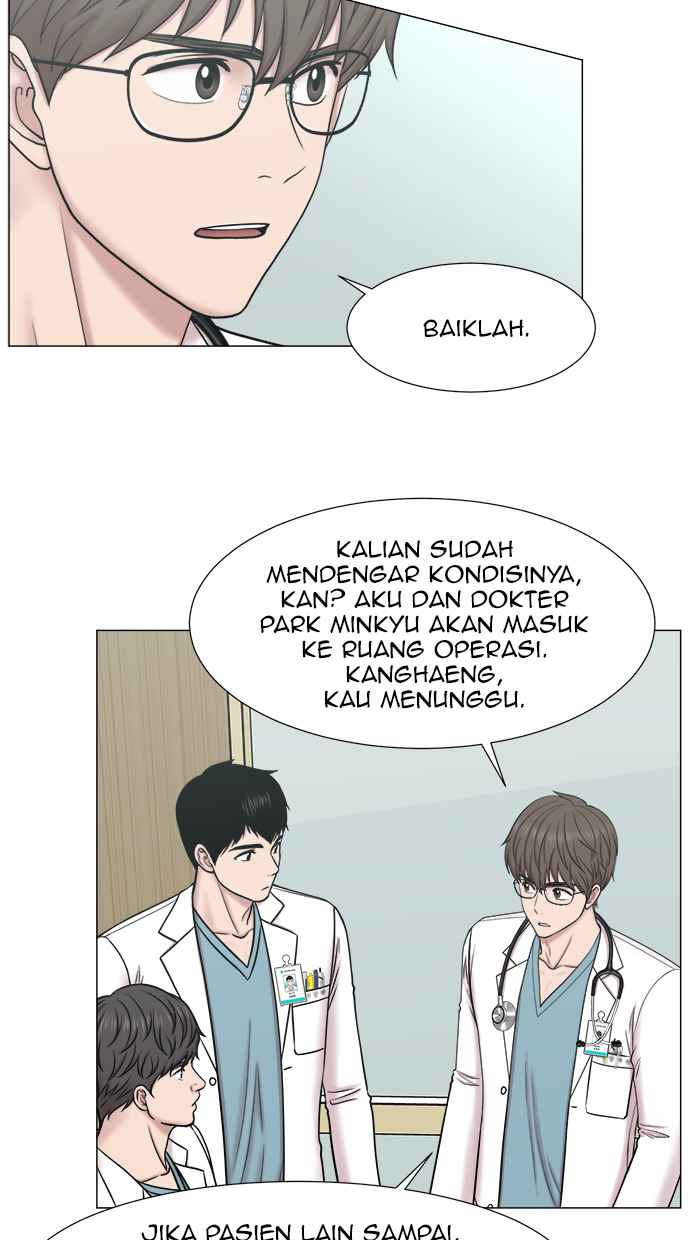 BAIKLAH.
KALIAN SUDAH
MENDENGAR KONDISINYA,
KAN? AKU DAN DOKTER
PARK MINKYU AKAN MASUK
KE RUANG OPERASI.
KANGHAENG,
KAU MENUNGGU.
JIKA PASIEN LAIN SAMPAI,